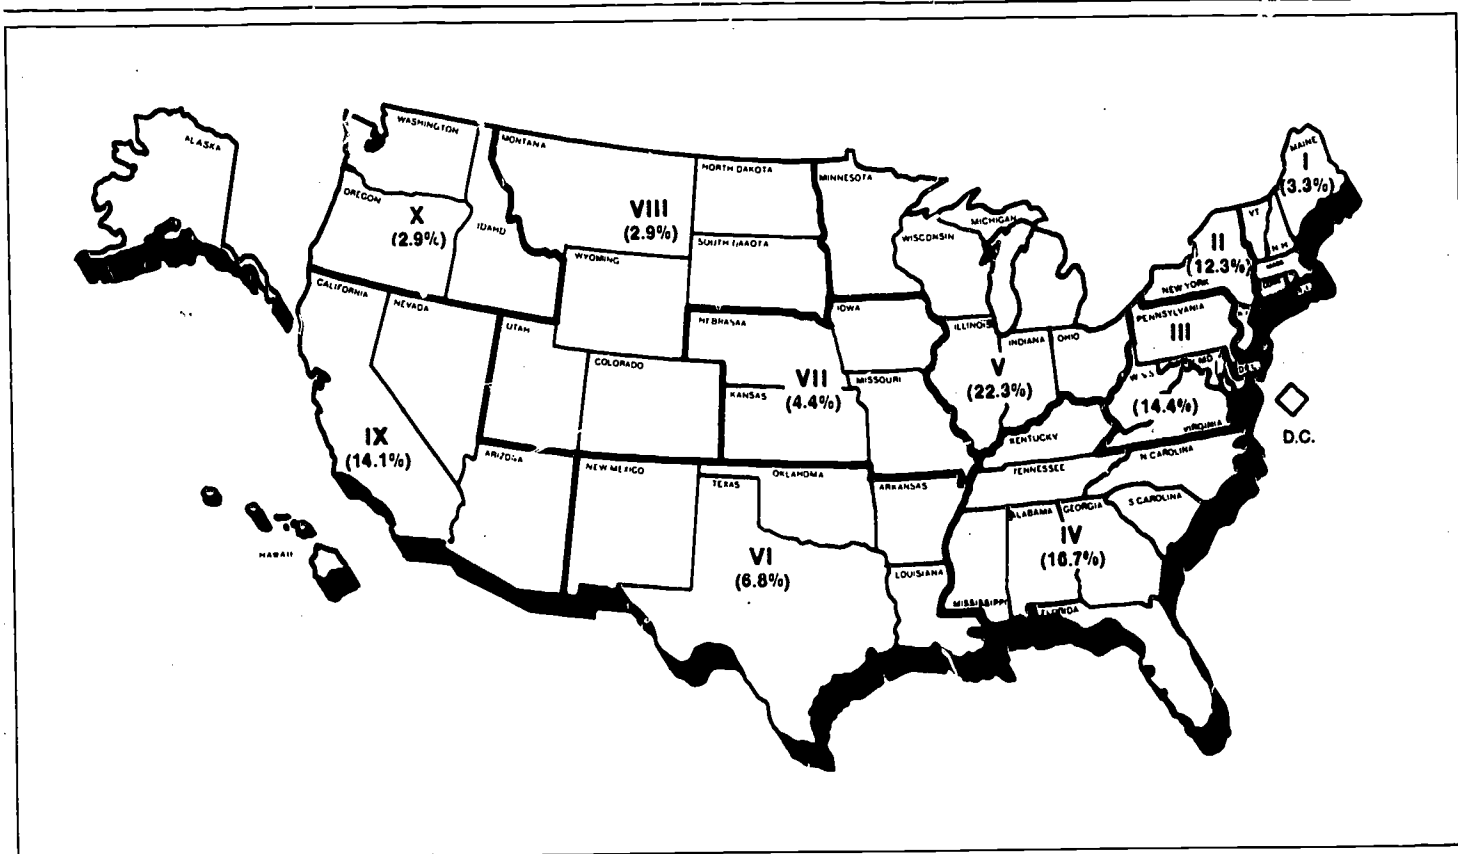 ALASKA
WASHINGTON
MONTANA
NORTH DAKOTA
MINNESOTA
MAINE
I
(3.3%)
OREGON
X
(2.9%)
IDAHO
VIII
(2.9%)
SOUTH DAKOTA
WYOMING
WISCONSIN
MICHIGAN
VT
N H
II
(12.3%)
MASS
NEW YORK
CALIFORNIA
NEVADA
UTAH
NEBRASKA
IOWA
ILLINOIS
INDIANA
OHIO
PENNSYLVANIA
III
COLORADO
VII
(4.4%)
KANSAS
MISSOURI
V
(22.3%)
MD
DEL
(14.4%)
VIRGINIA
D.C.
IX
(14.1%)
ARIZONA
NEW MEXICO
TEXAS
OKLAHOMA
ARKANSAS
KENTUCKY
TENNESSEE
N CAROLINA
S CAROLINA
ALABAMA
GEORGIA
IV
(16.7%)
HAWAII
VI
(6.8%)
LOUISIANA
MISSISSIPPI
FLORIDA